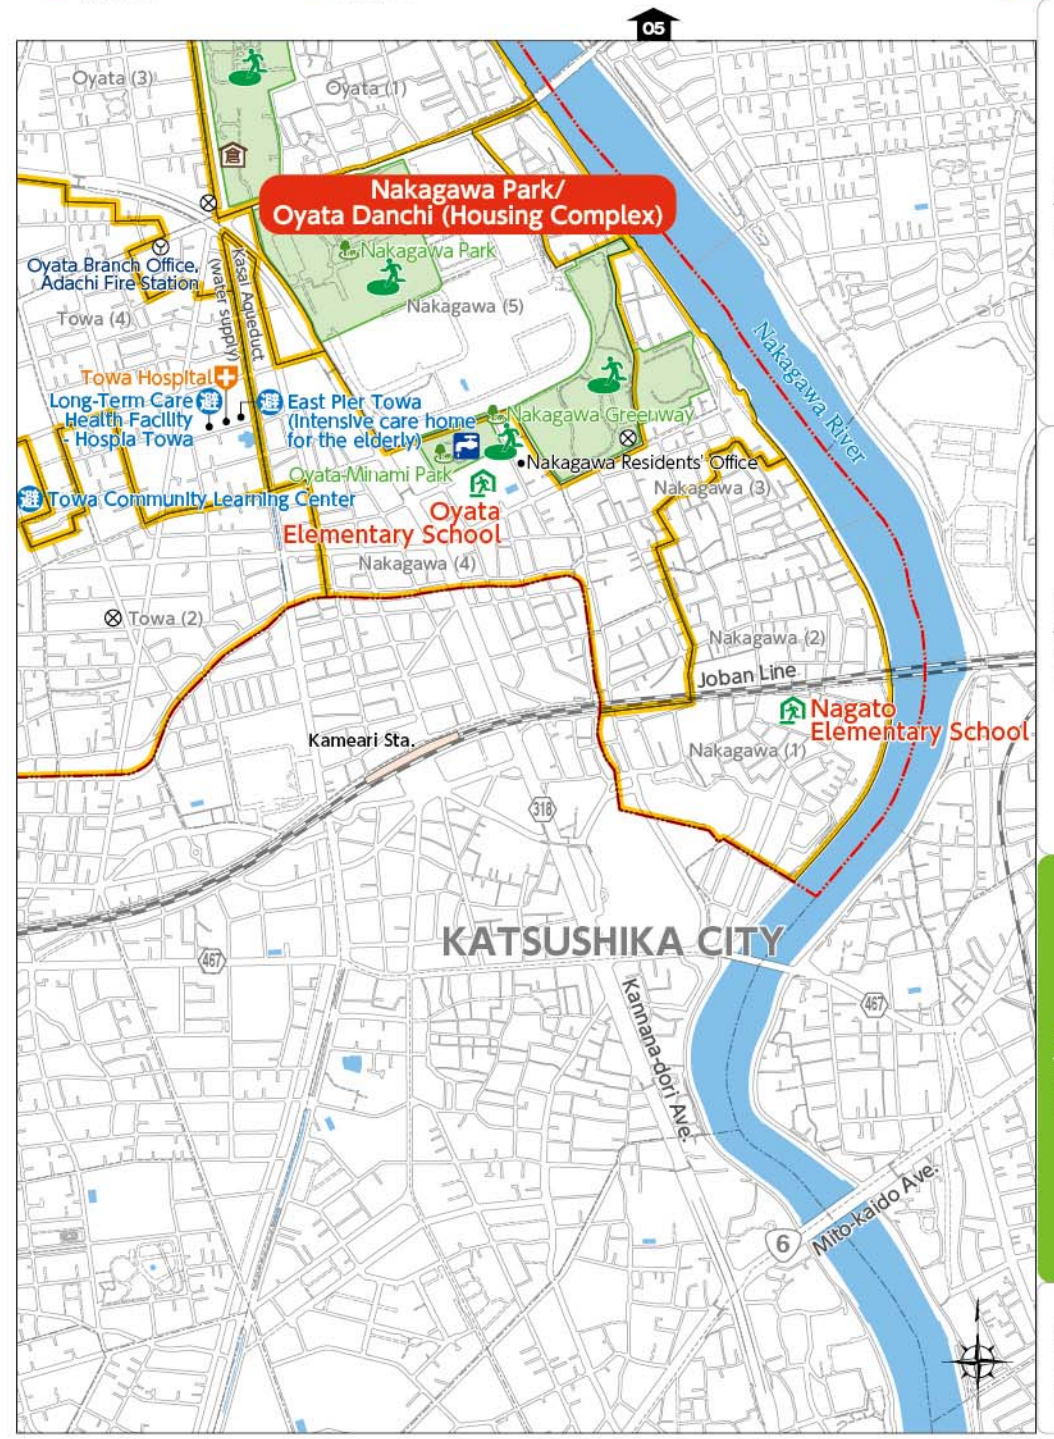 05
Oyata (3)
Oyata (1)
倉
Nakagawa Park/
Oyata Danchi (Housing Complex)
Nakagawa Park
Oyata Branch Office,
Adachi Fire Station
Kasai Aqueduct
(water supply)
Towa (4)
Nakagawa (5)
Nakagawa River
Towa Hospital
Long-Term Care
Health Facility
- Hospia Towa
避
避
East Pier Towa
(Intensive care home
for the elderly)
Nakagawa Greenway
Oyata-Minami Park
Nakagawa Residents' Office
Nakagawa (3)
避
Towa Community Learning Center
Oyata
Elementary School
Nakagawa (4)
Towa (2)
Nakagawa (2)
Joban Line
Nagato
Elementary School
Kameari Sta.
Nakagawa (1)
318
KATSUSHIKA CITY
467
467
Kannana-dori Ave.
Mito-kaido Ave.
6